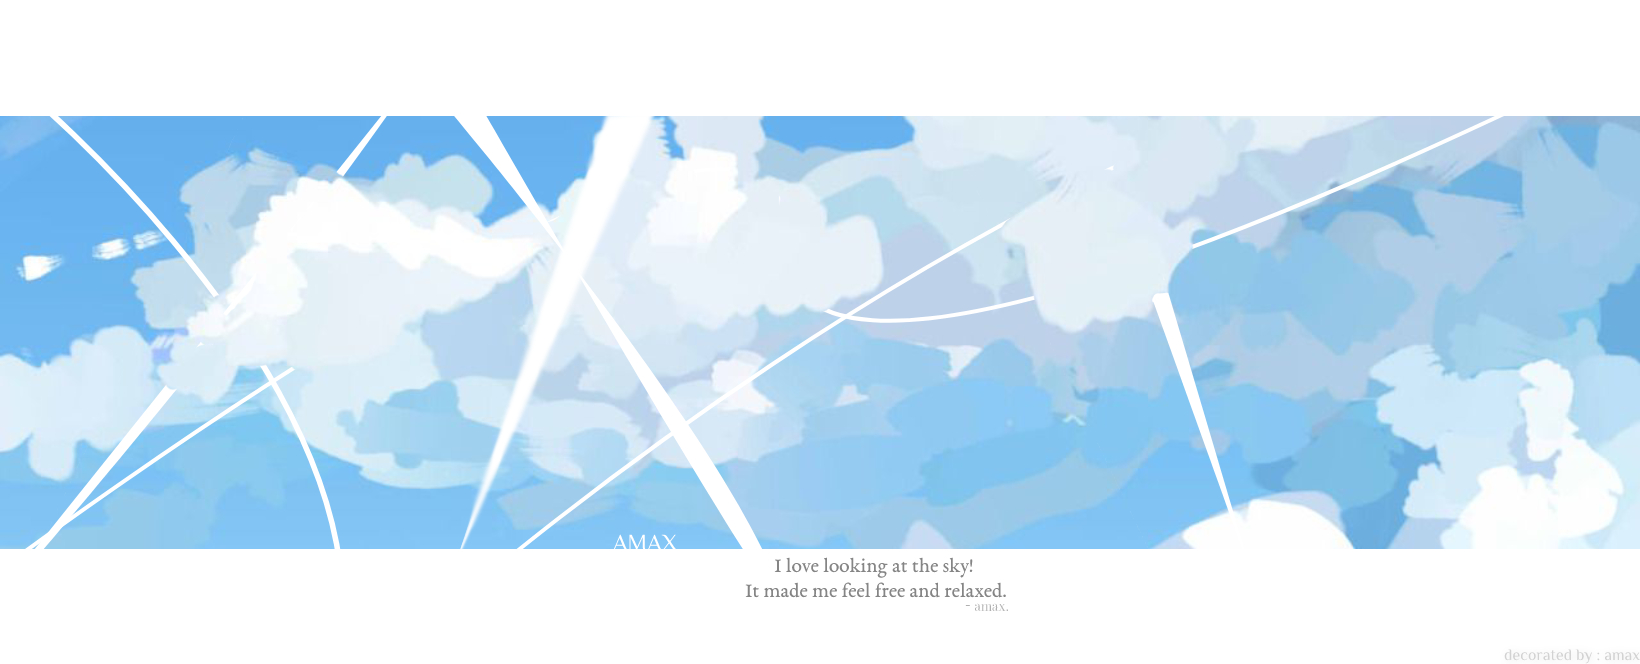 AMAX
I love looking at the sky!
It made me feel free and relaxed.
- amax.
decorated by : amax